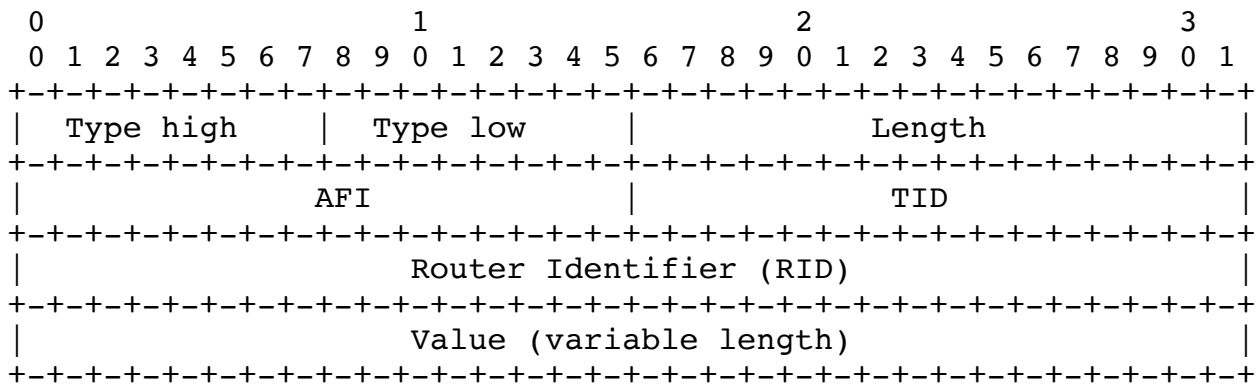 0                   1                   2                   3
 0 1 2 3 4 5 6 7 8 9 0 1 2 3 4 5 6 7 8 9 0 1 2 3 4 5 6 7 8 9 0 1
+-+-+-+-+-+-+-+-+-+-+-+-+-+-+-+-+-+-+-+-+-+-+-+-+-+-+-+-+-+-+-+-+
|  Type high    |  Type low     |            Length             |
+-+-+-+-+-+-+-+-+-+-+-+-+-+-+-+-+-+-+-+-+-+-+-+-+-+-+-+-+-+-+-+-+
|               AFI             |             TID               |
+-+-+-+-+-+-+-+-+-+-+-+-+-+-+-+-+-+-+-+-+-+-+-+-+-+-+-+-+-+-+-+-+
|                    Router Identifier (RID)                    |
+-+-+-+-+-+-+-+-+-+-+-+-+-+-+-+-+-+-+-+-+-+-+-+-+-+-+-+-+-+-+-+-+
|                    Value (variable length)                    |
+-+-+-+-+-+-+-+-+-+-+-+-+-+-+-+-+-+-+-+-+-+-+-+-+-+-+-+-+-+-+-+-+